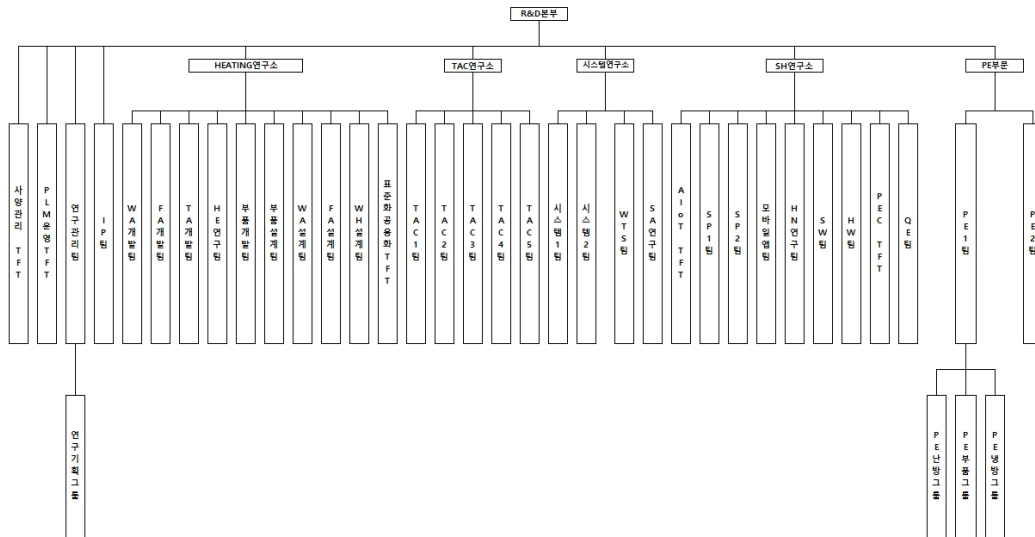 R&D본부
HEATING연구소
TAC연구소
시스템연구소
SH연구소
PE부문
사양관리 TFT
PLM운영TFT
연구관리팀
IP팀
WA개발팀
FA개발팀
TA개발팀
HE연구팀
부품개발팀
부품설계팀
WA설계팀
FA설계팀
WH설계팀
표준화공용화TFT
TAC1팀
TAC2팀
TAC3팀
TAC4팀
TAC5팀
시스템1팀
시스템2팀
WTS팀
SA연구팀
AIoT TFT
SP1팀
SP2팀
모바일앱팀
HN연구팀
SW팀
HW팀
PEC TFT
QE팀
PE1팀
PE2팀
연구기획그룹
PE난방그룹
PE부품그룹
PE냉방그룹